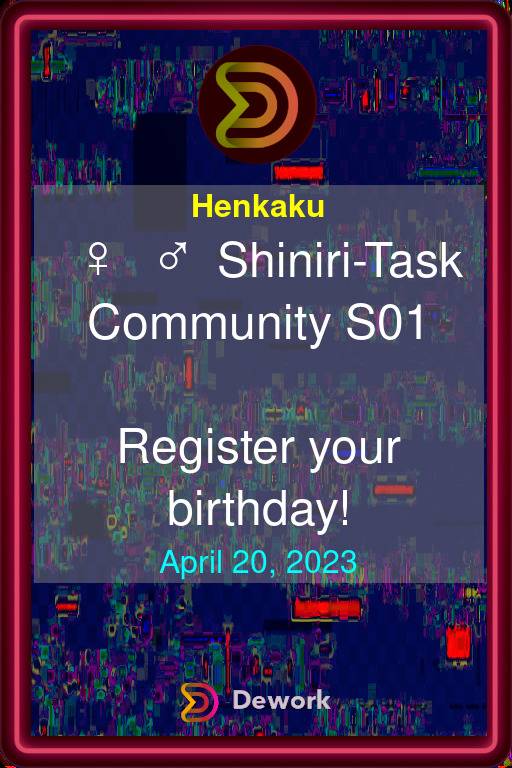 Henkaku
♀ ♂ Shiniri-Task
Community S01
Register your
birthday!
April 20, 2023
Dework